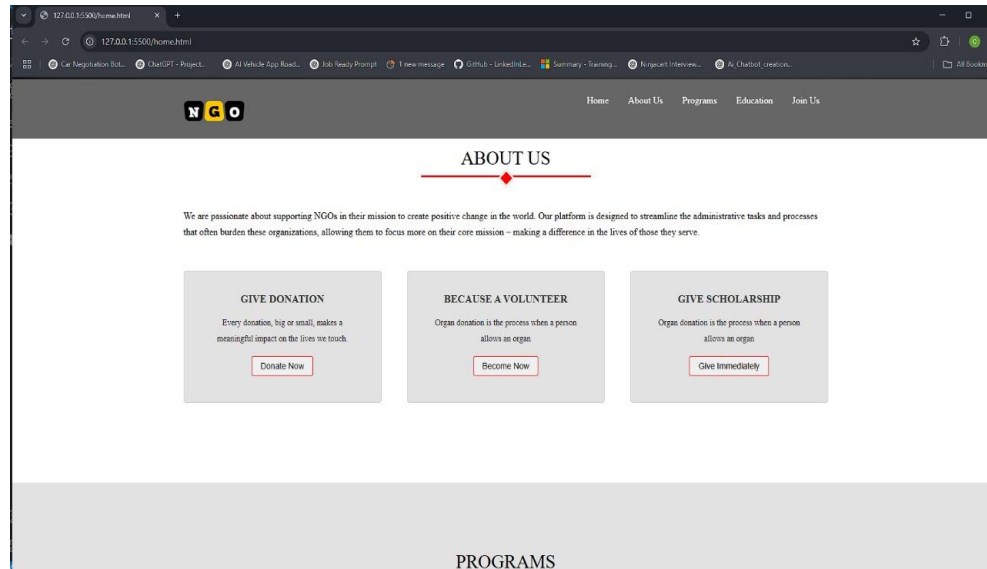 127.0.0.1:5500/home.html
127.0.0.1:5500/home.html
Car Negotiation Bot... ChatGPT - Project... AI Vehicle App Road... Job Ready Prompt 1 new message GitHub - LinkedInLe... Summary - Training... Ninjacart Interview... Ai_Chatbot_creation... All Bookm
NGO Home About Us Programs Education Join Us
ABOUT US
We are passionate about supporting NGOs in their mission to create positive change in the world. Our platform is designed to streamline the administrative tasks and processes
that often burden these organizations, allowing them to focus more on their core mission – making a difference in the lives of those they serve.
GIVE DONATION
Every donation, big or small, makes a
meaningful impact on the lives we touch.
Donate Now
BECAUSE A VOLUNTEER
Organ donation is the process when a person
allows an organ
Become Now
GIVE SCHOLARSHIP
Organ donation is the process when a person
allows an organ
Give Immediately
PROGRAMS